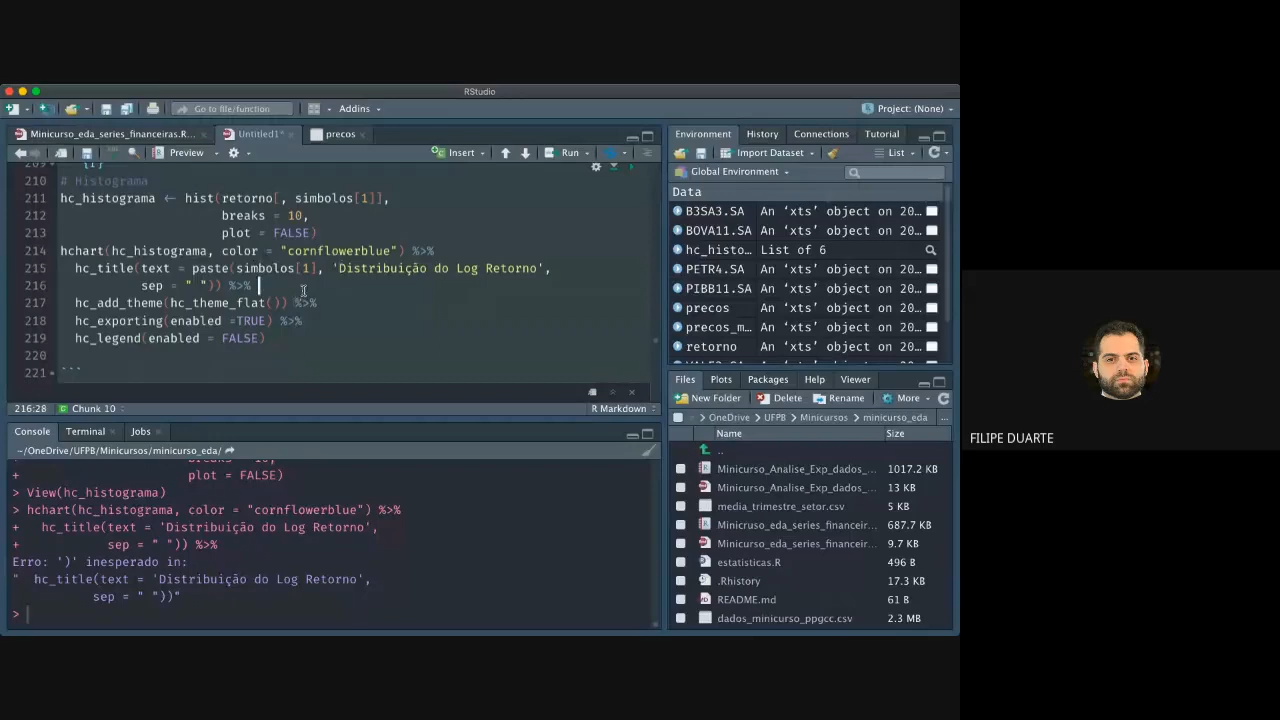 RStudio
Go to file/function
Addins
Project: (None)
Minicurso_eda_series_financeiras.R...
Untitled1*
precos
Preview
Insert
Run
209
210 # Histograma
211 hc_histograma <- hist(retorno[, simbolos[1]],
212 breaks = 10,
213 plot = FALSE)
214 hchart(hc_histograma, color = "cornflowerblue") %>%
215 hc_title(text = paste(simbolos[1], 'Distribuição do Log Retorno',
216 sep = " ")) %>%
217 hc_add_theme(hc_theme_flat()) %>%
218 hc_exporting(enabled =TRUE) %>%
219 hc_legend(enabled = FALSE)
220
221 ```
216:28 Chunk 10 R Markdown
Console Terminal Jobs
~/OneDrive/UFPB/Minicursos/minicurso_eda/
+ plot = FALSE)
> View(hc_histograma)
> hchart(hc_histograma, color = "cornflowerblue") %>%
+ hc_title(text = 'Distribuição do Log Retorno',
+ sep = " ")) %>%
Erro: ')' inesperado in:
" hc_title(text = 'Distribuição do Log Retorno',
sep = " "))"
>
Environment History Connections Tutorial
Import Dataset List
Global Environment
Data
B3SA3.SA An ‘xts’ object on 20...
BOVA11.SA An ‘xts’ object on 20...
hc_histo... List of 6
PETR4.SA An ‘xts’ object on 20...
PIBB11.SA An ‘xts’ object on 20...
precos An ‘xts’ object on 20...
precos_m... An ‘xts’ object on 20...
retorno An ‘xts’ object on 20...
Files Plots Packages Help Viewer
New Folder Delete Rename More
OneDrive UFPB Minicursos minicurso_eda ...
Name Size
..
Minicurso_Analise_Exp_dados_... 1017.2 KB
Minicurso_Analise_Exp_dados_... 13 KB
media_trimestre_setor.csv 5 KB
Minicruso_eda_series_financeir... 687.7 KB
Minicurso_eda_series_financeir... 9.7 KB
estatisticas.R 496 B
.Rhistory 17.3 KB
README.md 61 B
dados_minicurso_ppgcc.csv 2.3 MB
FILIPE DUARTE